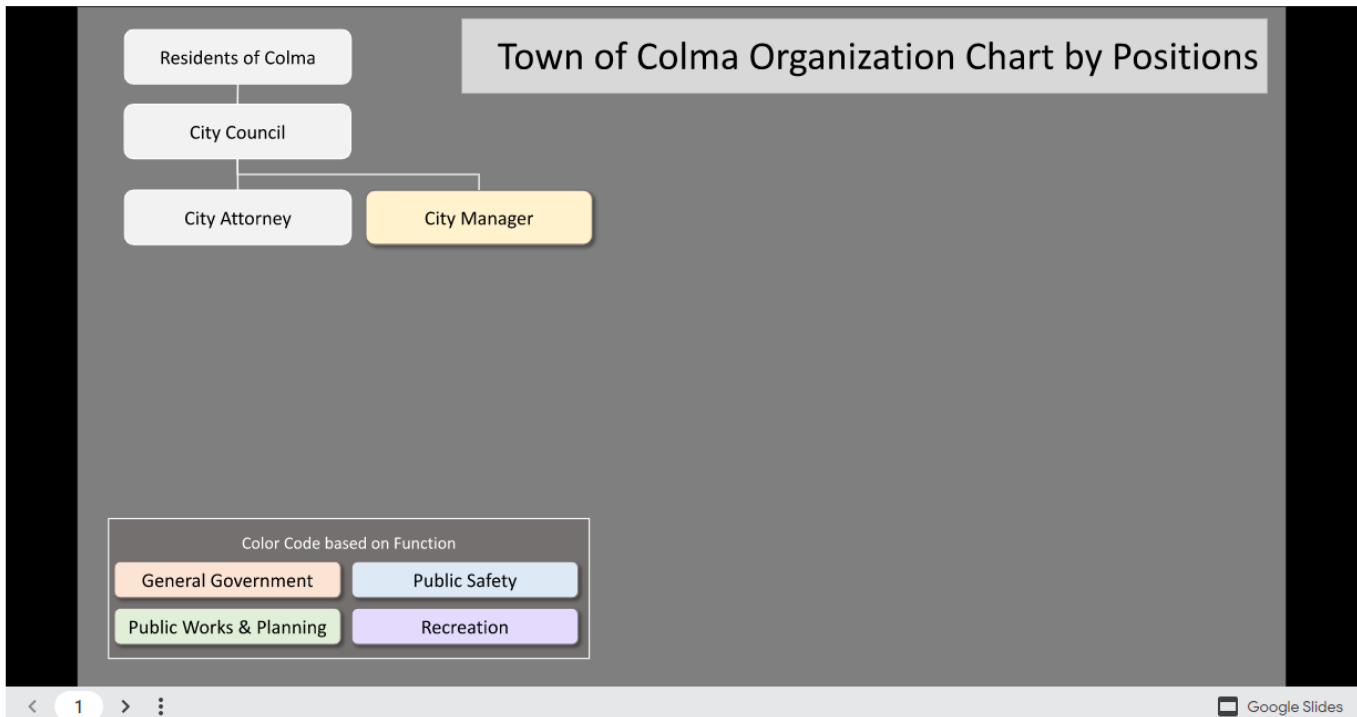 Town of Colma Organization Chart by Positions
Residents of Colma
City Council
City Attorney
City Manager
Color Code based on Function
General Government
Public Safety
Public Works & Planning
Recreation
1
Google Slides